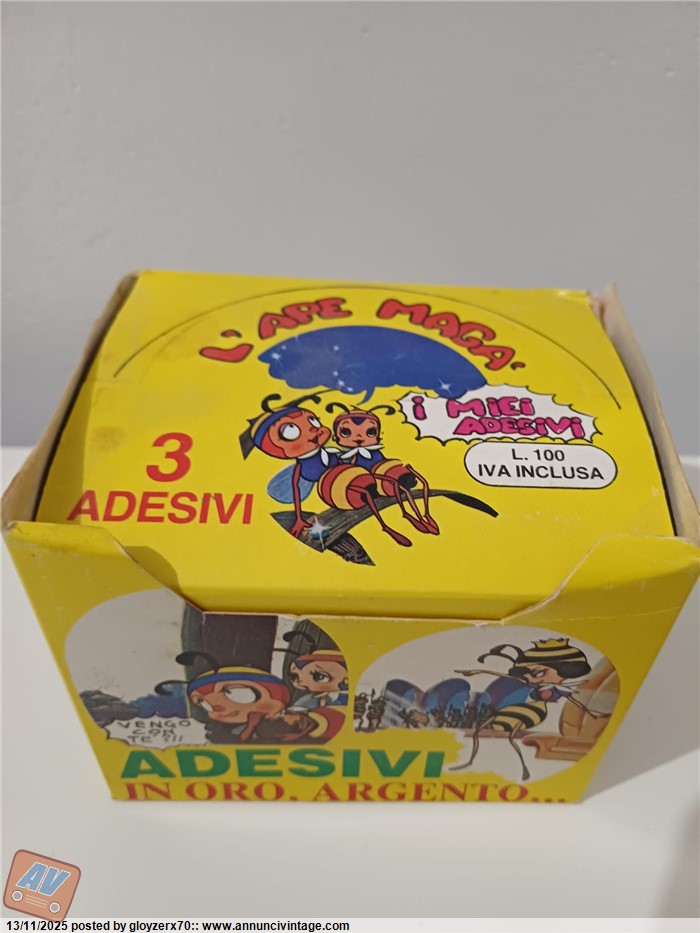 L'APE MAGA'
i MiEi
ADESIVI
L. 100
IVA INCLUSA
3
ADESIVI
VENGO
CON
TE!!!
ADESIVI
IN ORO, ARGENTO...
AV
13/11/2025 posted by gloyzerx70:: www.annuncivintage.com